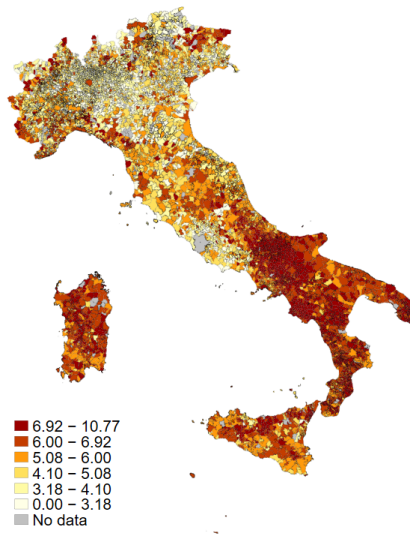 6.92 – 10.77
6.00 – 6.92
5.08 – 6.00
4.10 – 5.08
3.18 – 4.10
0.00 – 3.18
No data